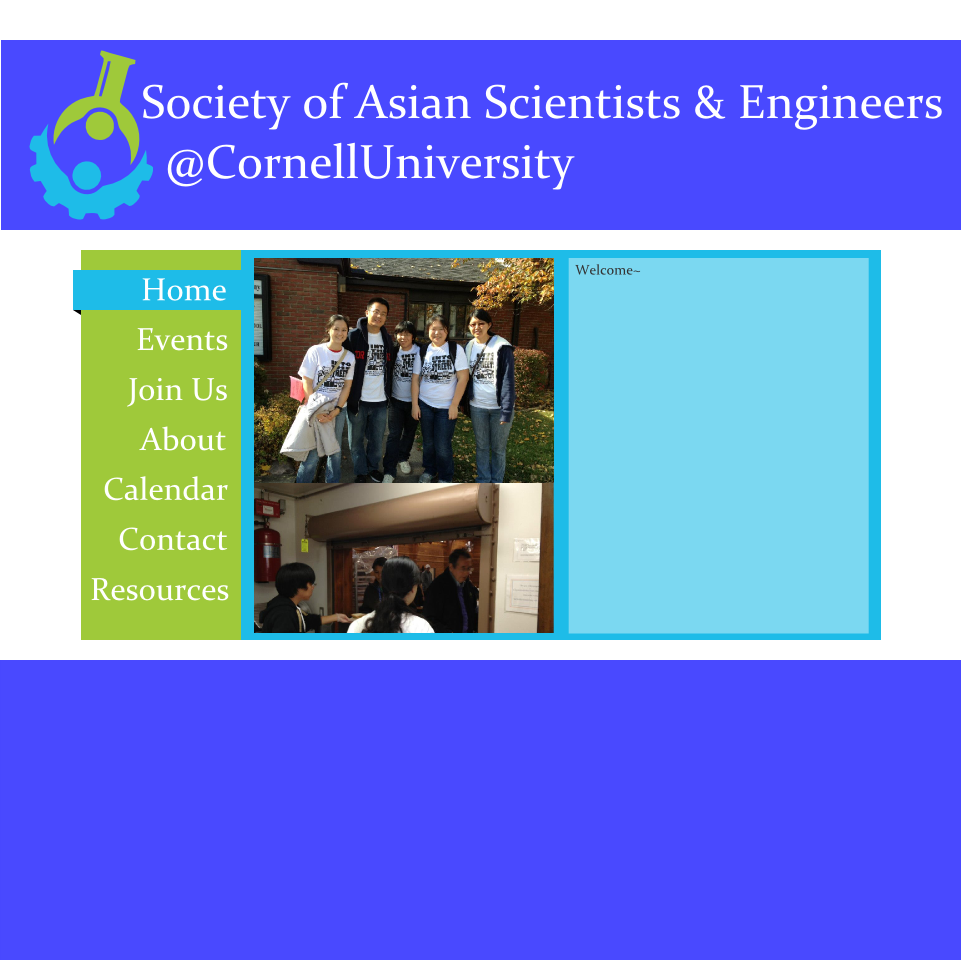 Society of Asian Scientists & Engineers
@CornellUniversity
Home
Events
Join Us
About
Calendar
Contact
Resources
Welcome~